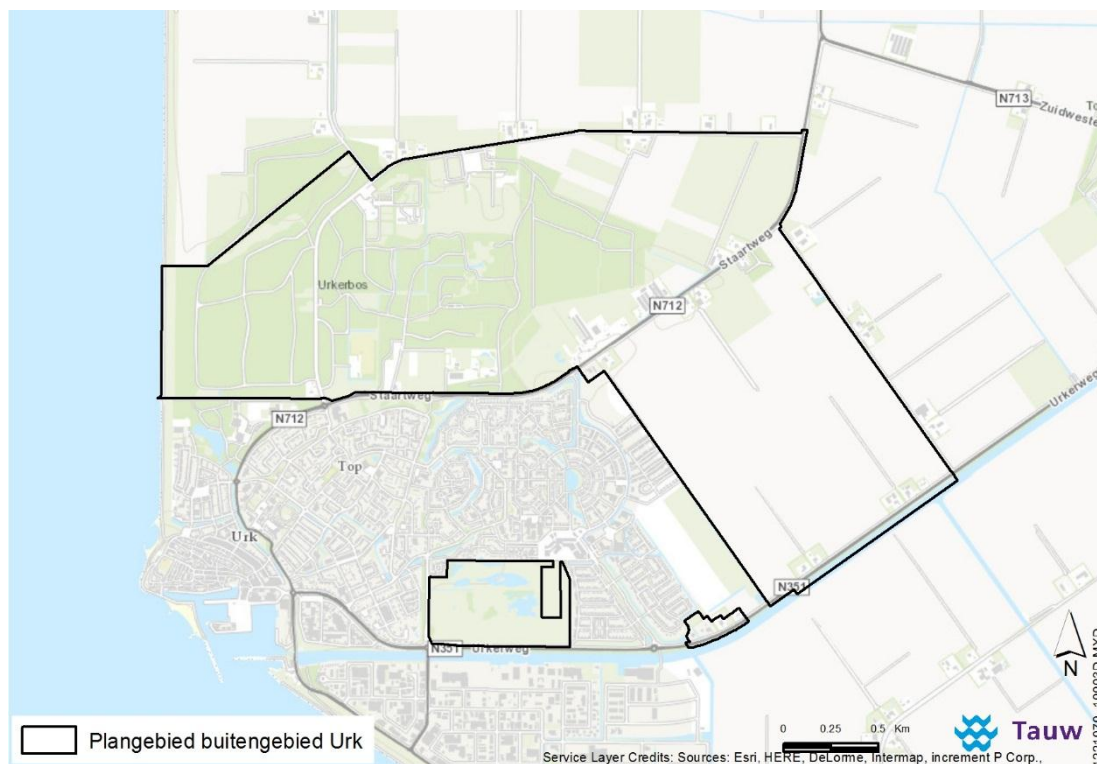 N713
Zuidweste
To
Staartweg
Urkerbos
N712
Urkerweg
Staartweg
N712
Top
Urk
N351
N351
Urkerweg
N
0 0.25 0.5 Km
Tauw
Plangebied buitengebied Urk
Service Layer Credits: Sources: Esri, HERE, DeLorme, Intermap, increment P Corp.,